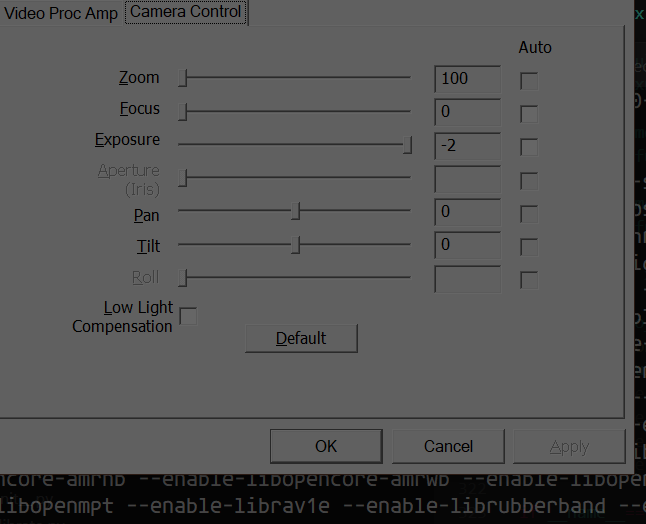 Video Proc Amp Camera Control
Auto
Zoom 100
Focus 0
Exposure -2
Aperture
(Iris)
Pan 0
Tilt 0
Roll
Low Light
Compensation
Default
OK Cancel Apply
ncore-amrnb --enable-libopencore-amrwb --enable-libopen
libopenmpt --enable-librav1e --enable-librubberband --e